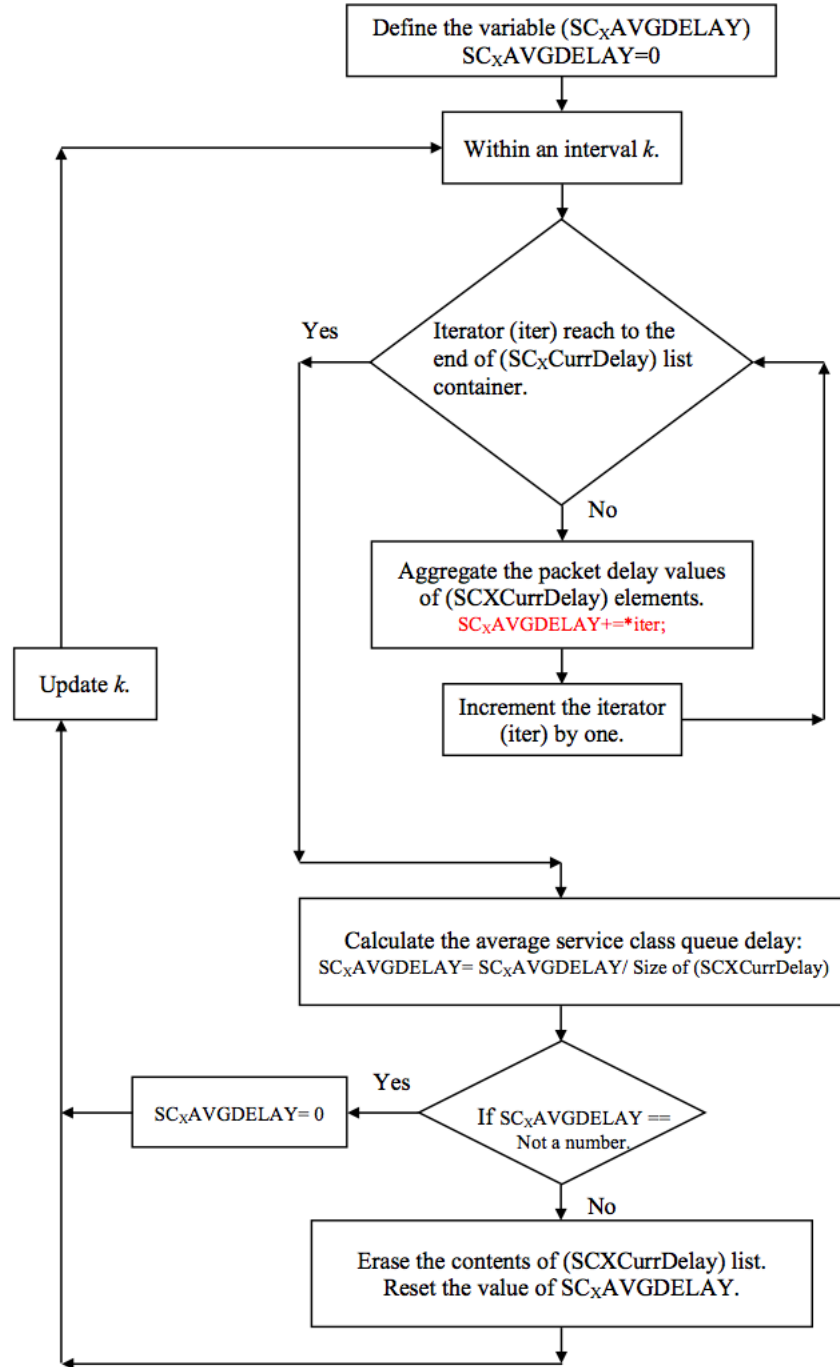 Define the variable (SCXAVGDELAY)
SCXAVGDELAY=0
Within an interval k.
Yes
Iterator (iter) reach to the
end of (SCXCurrDelay) list
container.
No
Aggregate the packet delay values
of (SCXCurrDelay) elements.
SCXAVGDELAY+=*iter;
Update k.
Increment the iterator
(iter) by one.
Calculate the average service class queue delay:
SCXAVGDELAY= SCXAVGDELAY/ Size of (SCXCurrDelay)
Yes
SCXAVGDELAY= 0
If SCXAVGDELAY ==
Not a number.
No
Erase the contents of (SCXCurrDelay) list.
Reset the value of SCXAVGDELAY.